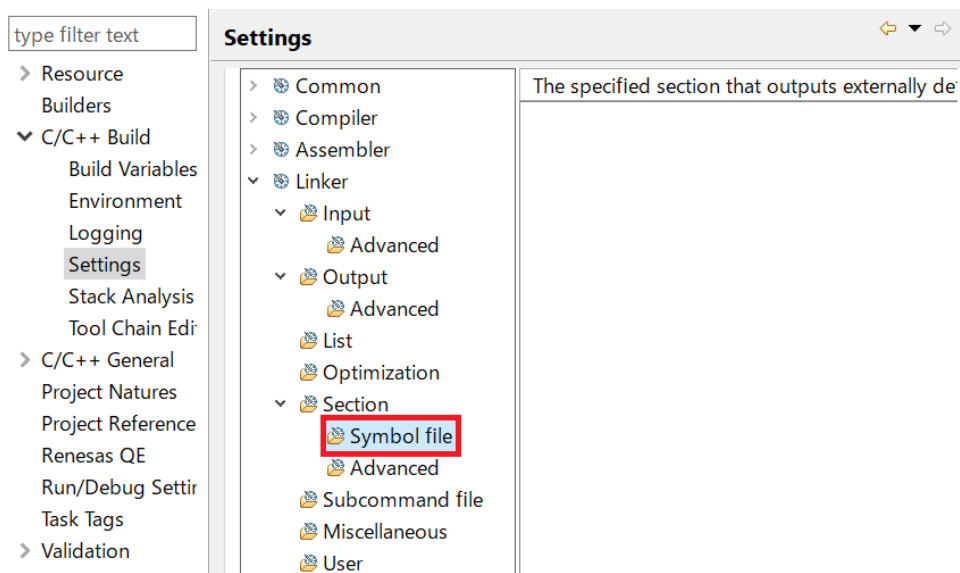 type filter text
Resource
Builders
C/C++ Build
Build Variables
Environment
Logging
Settings
Stack Analysis
Tool Chain Edi
C/C++ General
Project Natures
Project Reference
Renesas QE
Run/Debug Settin
Task Tags
Validation
Settings
Common
Compiler
Assembler
Linker
Input
Advanced
Output
Advanced
List
Optimization
Section
Symbol file
Advanced
Subcommand file
Miscellaneous
User
The specified section that outputs externally de